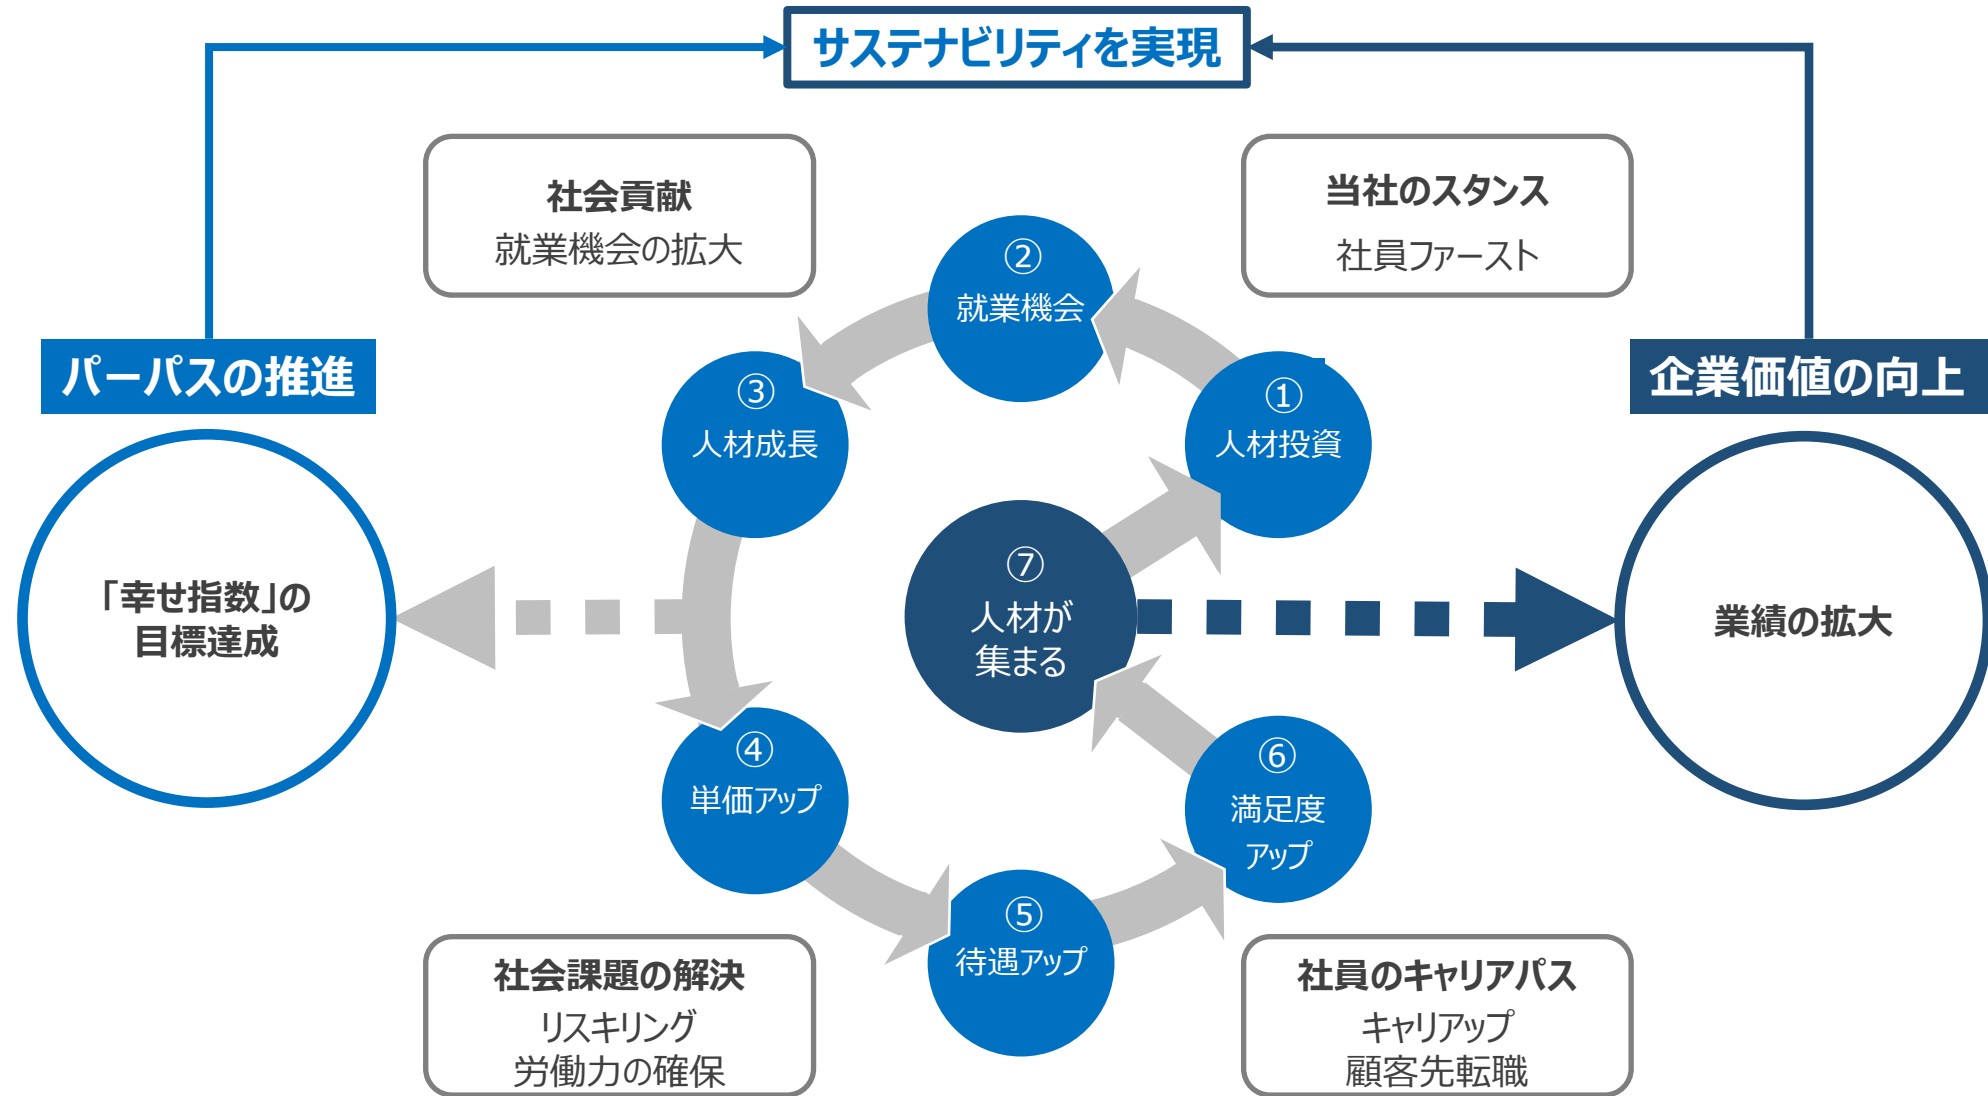 サステナビリティを実現
社会貢献
就業機会の拡大
当社のスタンス
社員ファースト
パーパスの推進
企業価値の向上
「幸せ指数」の
目標達成
業績の拡大
①
人材投資
②
就業機会
③
人材成長
④
単価アップ
⑤
待遇アップ
⑥
満足度
アップ
⑦
人材が
集まる
社会課題の解決
リスキリング
労働力の確保
社員のキャリアパス
キャリアップ
顧客先転職